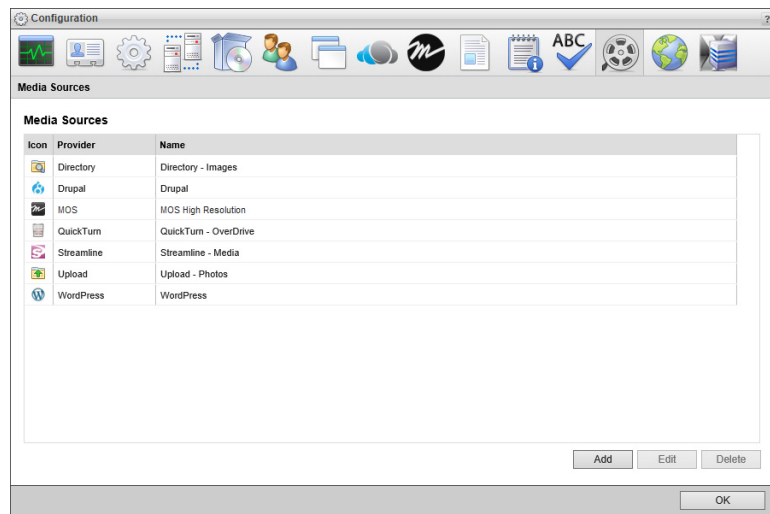 Configuration ?
ABC
Media Sources
Media Sources
Icon Provider Name
Directory Directory - Images
Drupal Drupal
MOS MOS High Resolution
QuickTurn QuickTurn - OverDrive
Streamline Streamline - Media
Upload Upload - Photos
WordPress WordPress
Add Edit Delete
OK